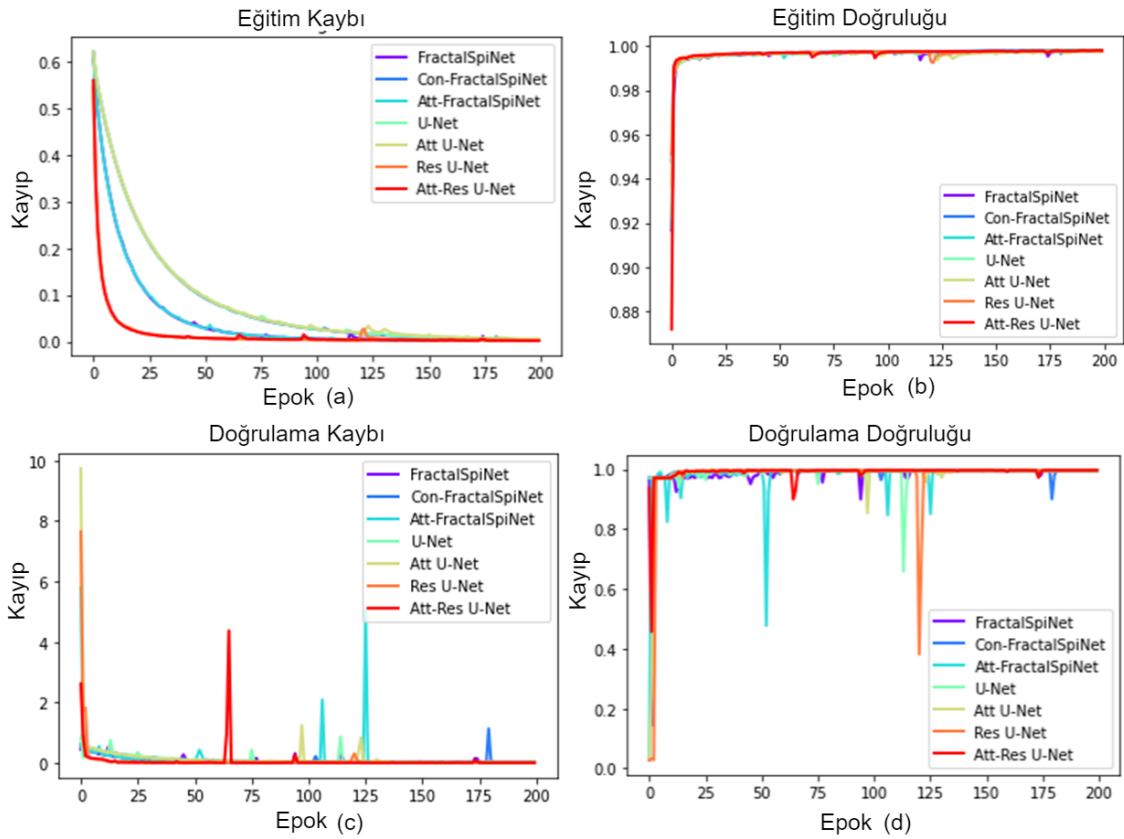 Eğitim Kaybı
Kayıp
0.6
0.5
0.4
0.3
0.2
0.1
0.0
FractalSpiNet
Con-FractalSpiNet
Att-FractalSpiNet
U-Net
Att U-Net
Res U-Net
Att-Res U-Net
0 25 50 75 100 125 150 175 200
Epok (a)
Eğitim Doğruluğu
Kayıp
1.00
0.98
0.96
0.94
0.92
0.90
0.88
FractalSpiNet
Con-FractalSpiNet
Att-FractalSpiNet
U-Net
Att U-Net
Res U-Net
Att-Res U-Net
0 25 50 75 100 125 150 175 200
Epok (b)
Doğrulama Kaybı
Kayıp
10
8
6
4
2
0
FractalSpiNet
Con-FractalSpiNet
Att-FractalSpiNet
U-Net
Att U-Net
Res U-Net
Att-Res U-Net
0 25 50 75 100 125 150 175 200
Epok (c)
Doğrulama Doğruluğu
Kayıp
1.0
0.8
0.6
0.4
0.2
0.0
FractalSpiNet
Con-FractalSpiNet
Att-FractalSpiNet
U-Net
Att U-Net
Res U-Net
Att-Res U-Net
0 25 50 75 100 125 150 175 200
Epok (d)